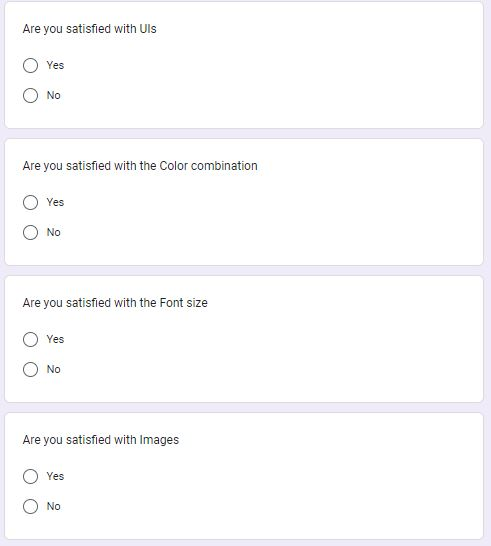 Are you satisfied with UIs
Yes
No
Are you satisfied with the Color combination
Yes
No
Are you satisfied with the Font size
Yes
No
Are you satisfied with Images
Yes
No